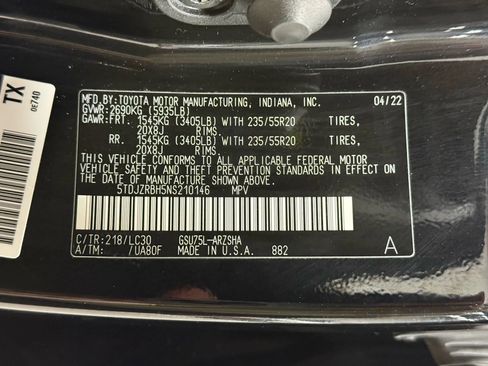 TX
0E740
BY: TOYOTA MOTOR MANUFACTURING, INDIANA, INC. 04/22
GVWR:2690KG (5935LB)
GAWR:FRT. 1545KG (3405LB) WITH 235/55R20 TIRES,
20X8J RIMS.
RR. 1545KG (3405LB) WITH 235/55R20 TIRES,
20X8J RIMS.
THIS VEHICLE CONFORMS TO ALL APPLICABLE FEDERAL MOTOR
VEHICLE SAFETY AND THEFT PREVENTION STANDARDS IN EFFECT
ON THE DATE OF MANUFACTURE SHOWN ABOVE.
5TDJZRBH5NS210146 MPV
C/TR:218/LC30 GSU75L-ARZSHA
A/TM: /UA80F MADE IN U.S.A. 882 A